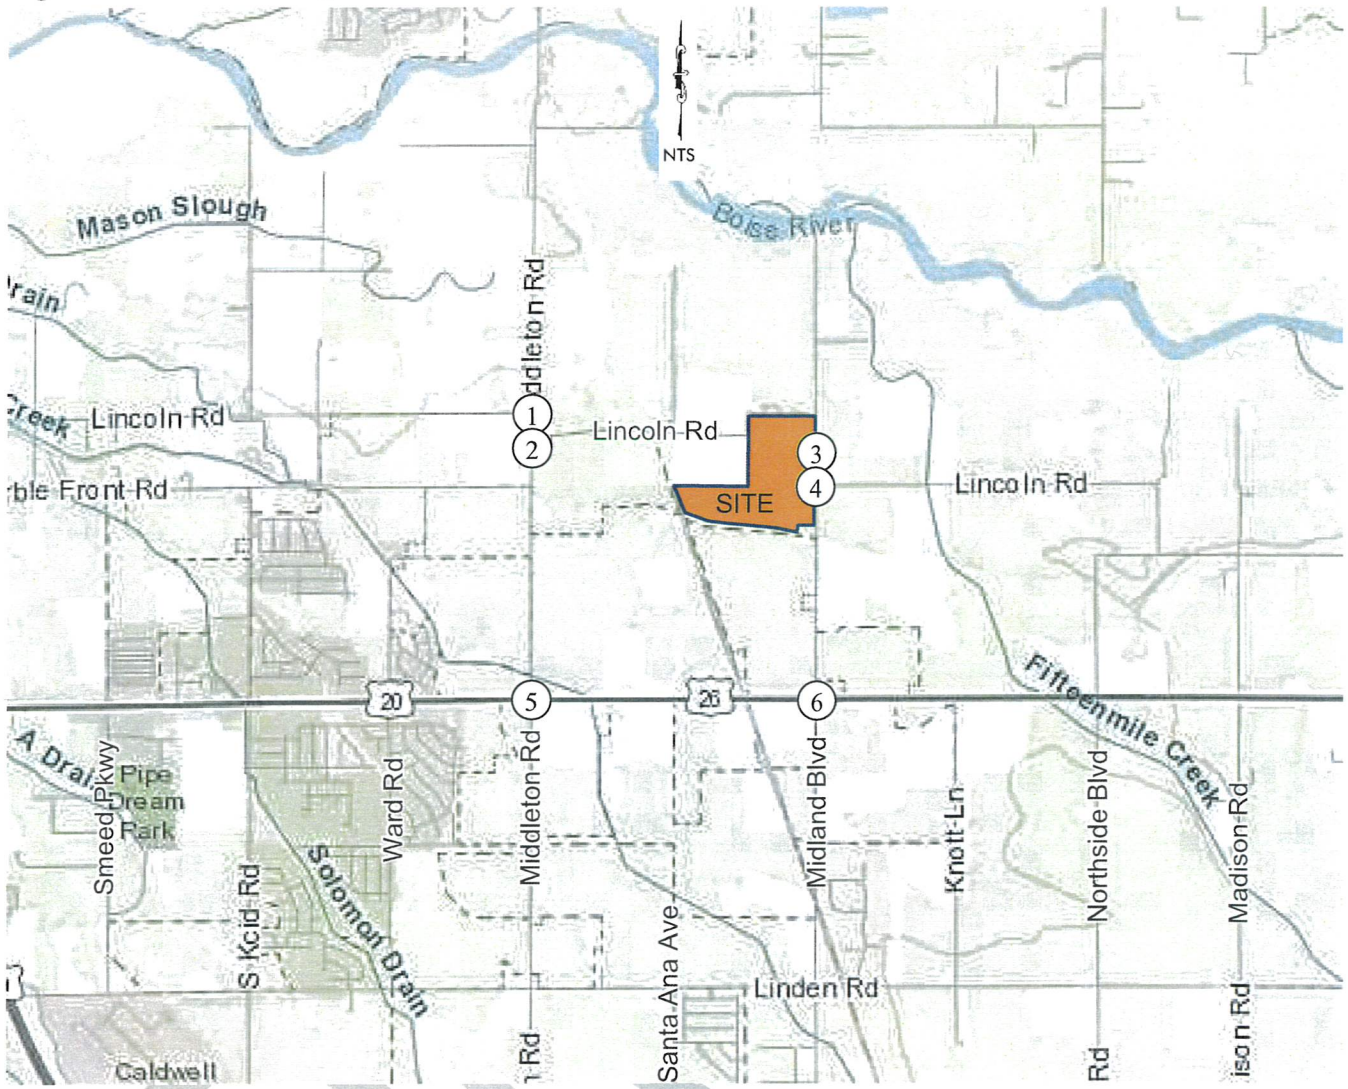 NTS
Mason Slough
Boise River
rain
ddleton Rd
Creek
Lincoln Rd
1
2
Lincoln Rd
3
4
SITE
Lincoln Rd
ble Front Rd
20
5
26
6
Fifteenmile Creek
A Drain
Pipe
Dream
Park
Smeed Pkwy
S Kcid Rd
Solomon Drain
Ward Rd
Middleton Rd
Santa Ana Ave
Midland Blvd
Knott Ln
Northside Blvd
Madison Rd
Linden Rd
Rd
Rd
ison Rd
Caldwell